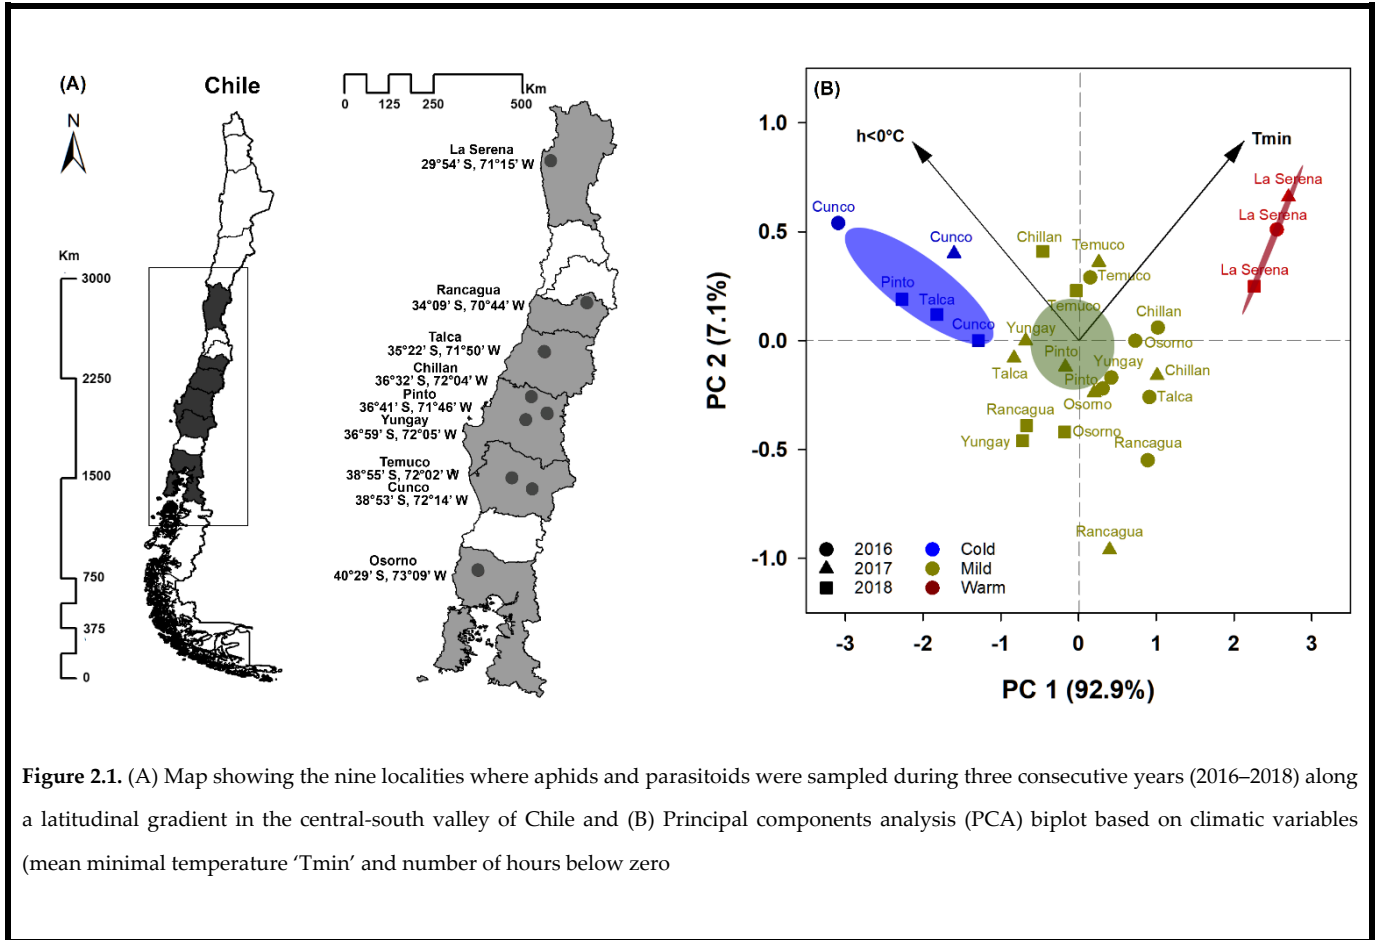 (A)
Chile
N
Km
3000
2250
1500
750
375
0
0 125 250 500
Km
La Serena
29°54’ S, 71°15’ W
Rancagua
34°09’ S, 70°44’ W
Talca
35°22’ S, 71°50’ W
Chillan
36°32’ S, 72°04’ W
Pinto
36°41’ S, 71°46’ W
Yungay
36°59’ S, 72°05’ W
Temuco
38°55’ S, 72°02’ W
Cunco
38°53’ S, 72°14’ W
Osorno
40°29’ S, 73°09’ W
(B)
PC 2 (7.1%)
1.0
0.5
0.0
-0.5
-1.0
h<0°C
Tmin
La Serena
La Serena
La Serena
Cunco
Cunco
Pinto
Talca
Cunco
Chillan
Temuco
Temuco
Temuco
Chillan
Yungay
Osorno
Pinto
Talca
Yungay
Chillan
Pinto
Talca
Osorno
Rancagua
Osorno
Yungay
Rancagua
Rancagua
2016 Cold
2017 Mild
2018 Warm
-3 -2 -1 0 1 2 3
PC 1 (92.9%)
Figure 2.1. (A) Map showing the nine localities where aphids and parasitoids were sampled during three consecutive years (2016–2018) along
a latitudinal gradient in the central-south valley of Chile and (B) Principal components analysis (PCA) biplot based on climatic variables
(mean minimal temperature ‘Tmin’ and number of hours below zero